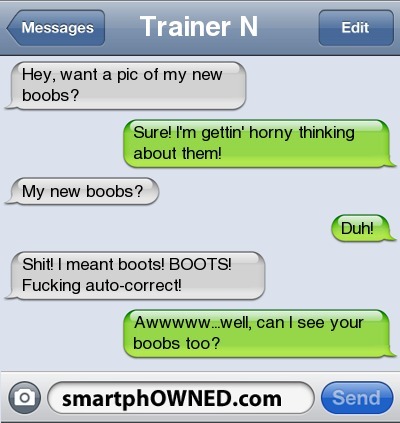 Messages
Trainer N
Edit
Hey, want a pic of my new
boobs?
Sure! I'm gettin' horny thinking
about them!
My new boobs?
Duh!
Shit! I meant boots! BOOTS!
Fucking auto-correct!
Awwwww...well, can I see your
boobs too?
smartphOWNED.com
Send